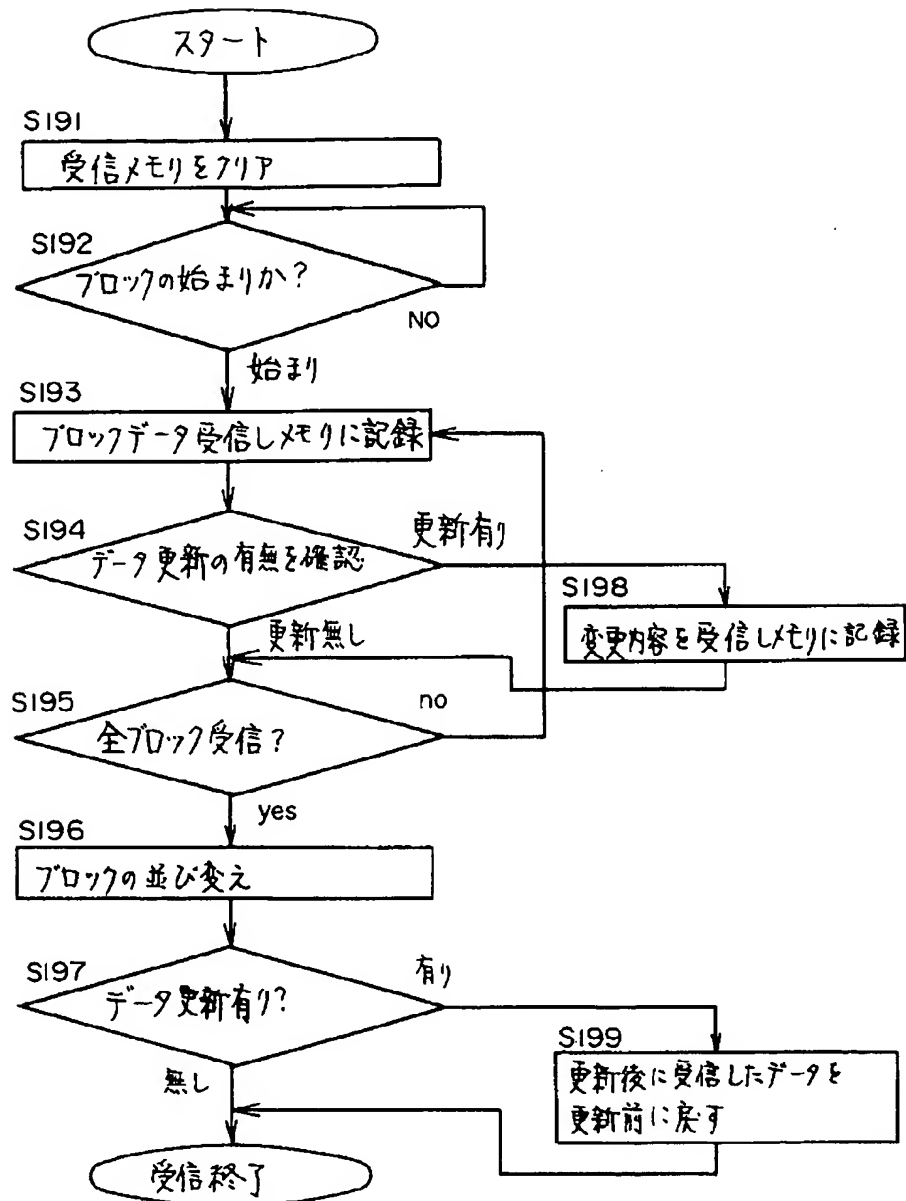 スタート
S191
受信メモリをクリア
S192
ブロックの始まりか?
NO
始まり
S193
ブロックデータ受信しメモリに記録
S194
データ更新の有無を確認
更新有り
S198
変更内容を受信しメモリに記録
更新無し
S195
全ブロック受信?
no
yes
S196
ブロックの並び変え
S197
データ更新有り?
有り
S199
更新後に受信したデータを
更新前に戻す
無し
受信終了